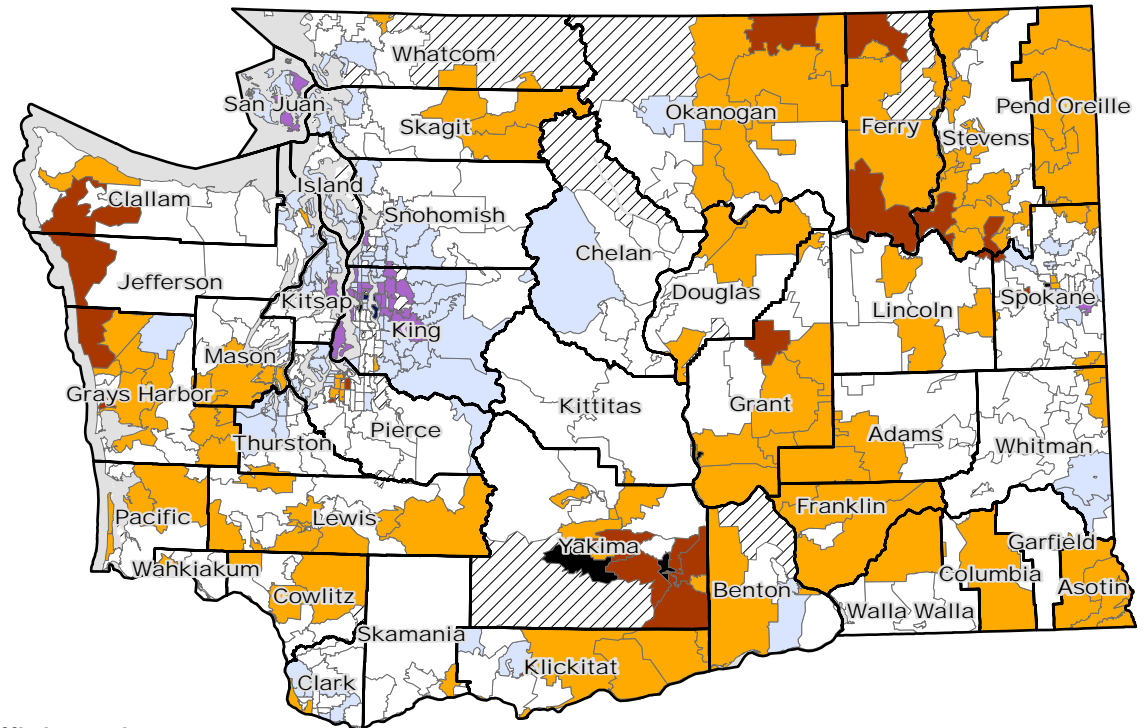 Whatcom
San Juan
Skagit
Okanogan
Ferry
Stevens
Pend Oreille
Clallam
Island
Snohomish
Chelan
Jefferson
Kitsap
King
Douglas
Lincoln
Spokane
Mason
Grays Harbor
Kittitas
Grant
Thurston
Pierce
Adams
Whitman
Pacific
Lewis
Franklin
Yakima
Garfield
Wahkiakum
Cowlitz
Benton
Columbia
Asotin
Walla Walla
Skamania
Klickitat
Clark